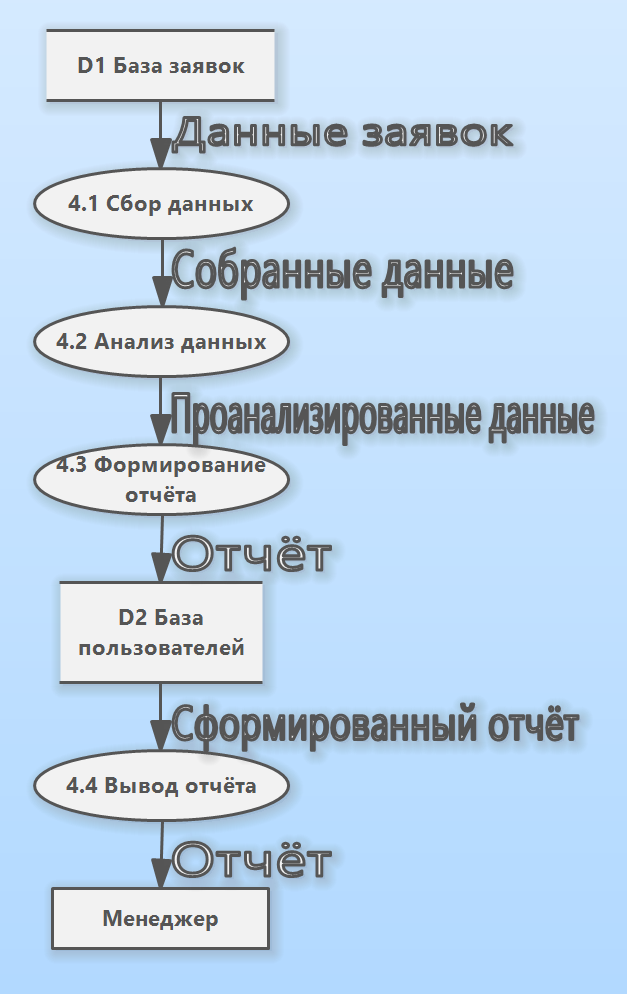 D1 База заявок
Данные заявок
4.1 Сбор данных
Собранные данные
4.2 Анализ данных
Проанализированные данные
4.3 Формирование
отчёта
Отчёт
D2 База
пользователей
Сформированный отчёт
4.4 Вывод отчёта
Отчёт
Менеджер